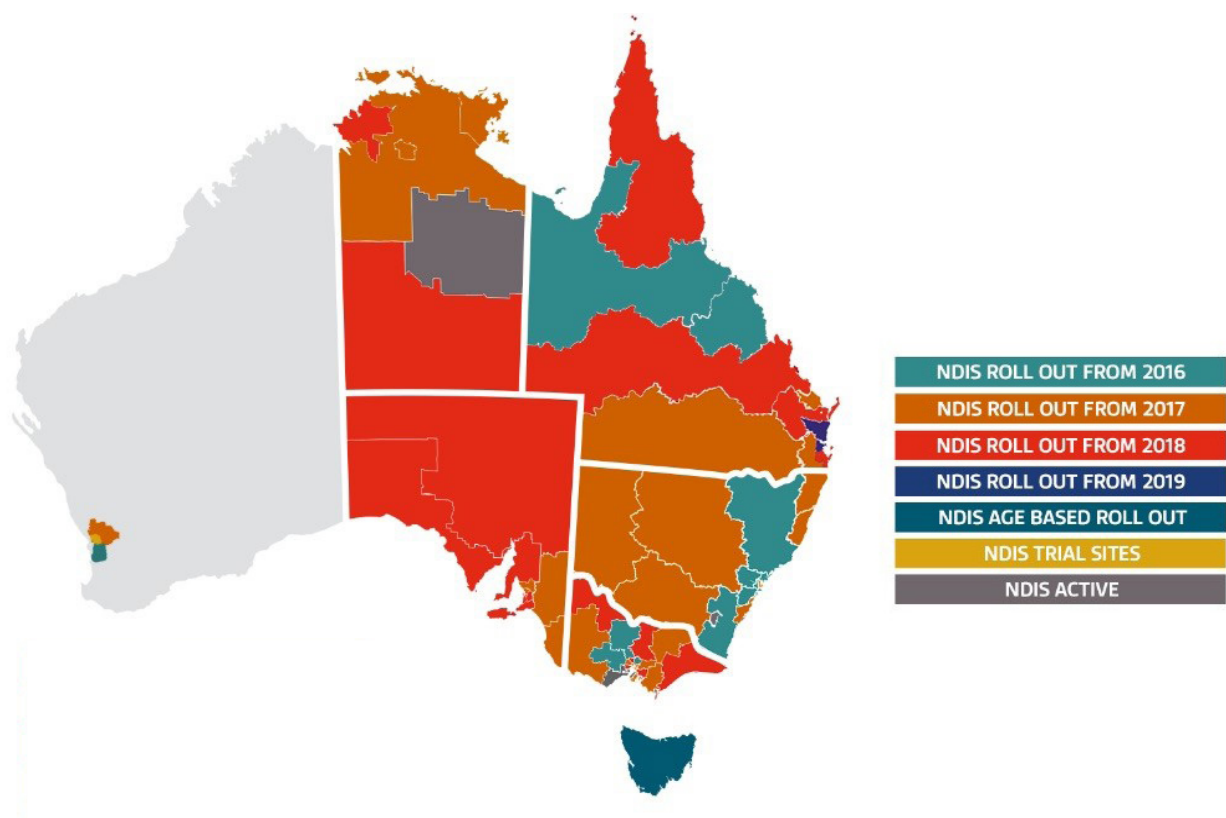 NDIS ROLL OUT FROM 2016
NDIS ROLL OUT FROM 2017
NDIS ROLL OUT FROM 2018
NDIS ROLL OUT FROM 2019
NDIS AGE BASED ROLL OUT
NDIS TRIAL SITES
NDIS ACTIVE